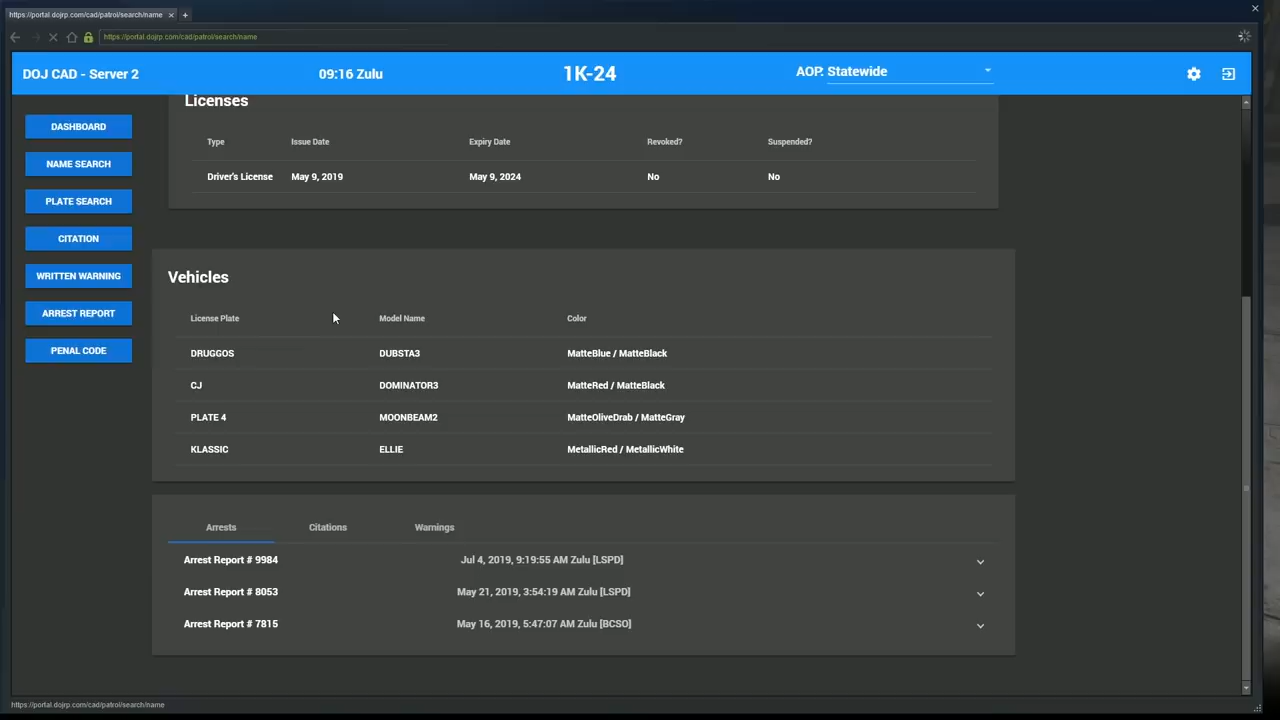 https://portal.dojrp.com/cad/patrol/search/name
https://portal.dojrp.com/cad/patrol/search/name
DOJ CAD - Server 2 09:16 Zulu 1K-24 AOP: Statewide
DASHBOARD
NAME SEARCH
PLATE SEARCH
CITATION
WRITTEN WARNING
ARREST REPORT
PENAL CODE
Licenses
Type Issue Date Expiry Date Revoked? Suspended?
Driver's License May 9, 2019 May 9, 2024 No No
Vehicles
License Plate Model Name Color
DRUGGOS DUBSTA3 MatteBlue / MatteBlack
CJ DOMINATOR3 MatteRed / MatteBlack
PLATE 4 MOONBEAM2 MatteOliveDrab / MatteGray
KLASSIC ELLIE MetallicRed / MetallicWhite
Arrests Citations Warnings
Arrest Report # 9984 Jul 4, 2019, 9:19:55 AM Zulu [LSPD]
Arrest Report # 8053 May 21, 2019, 3:54:19 AM Zulu [LSPD]
Arrest Report # 7815 May 16, 2019, 5:47:07 AM Zulu [BCSO]
https://portal.dojrp.com/cad/patrol/search/name